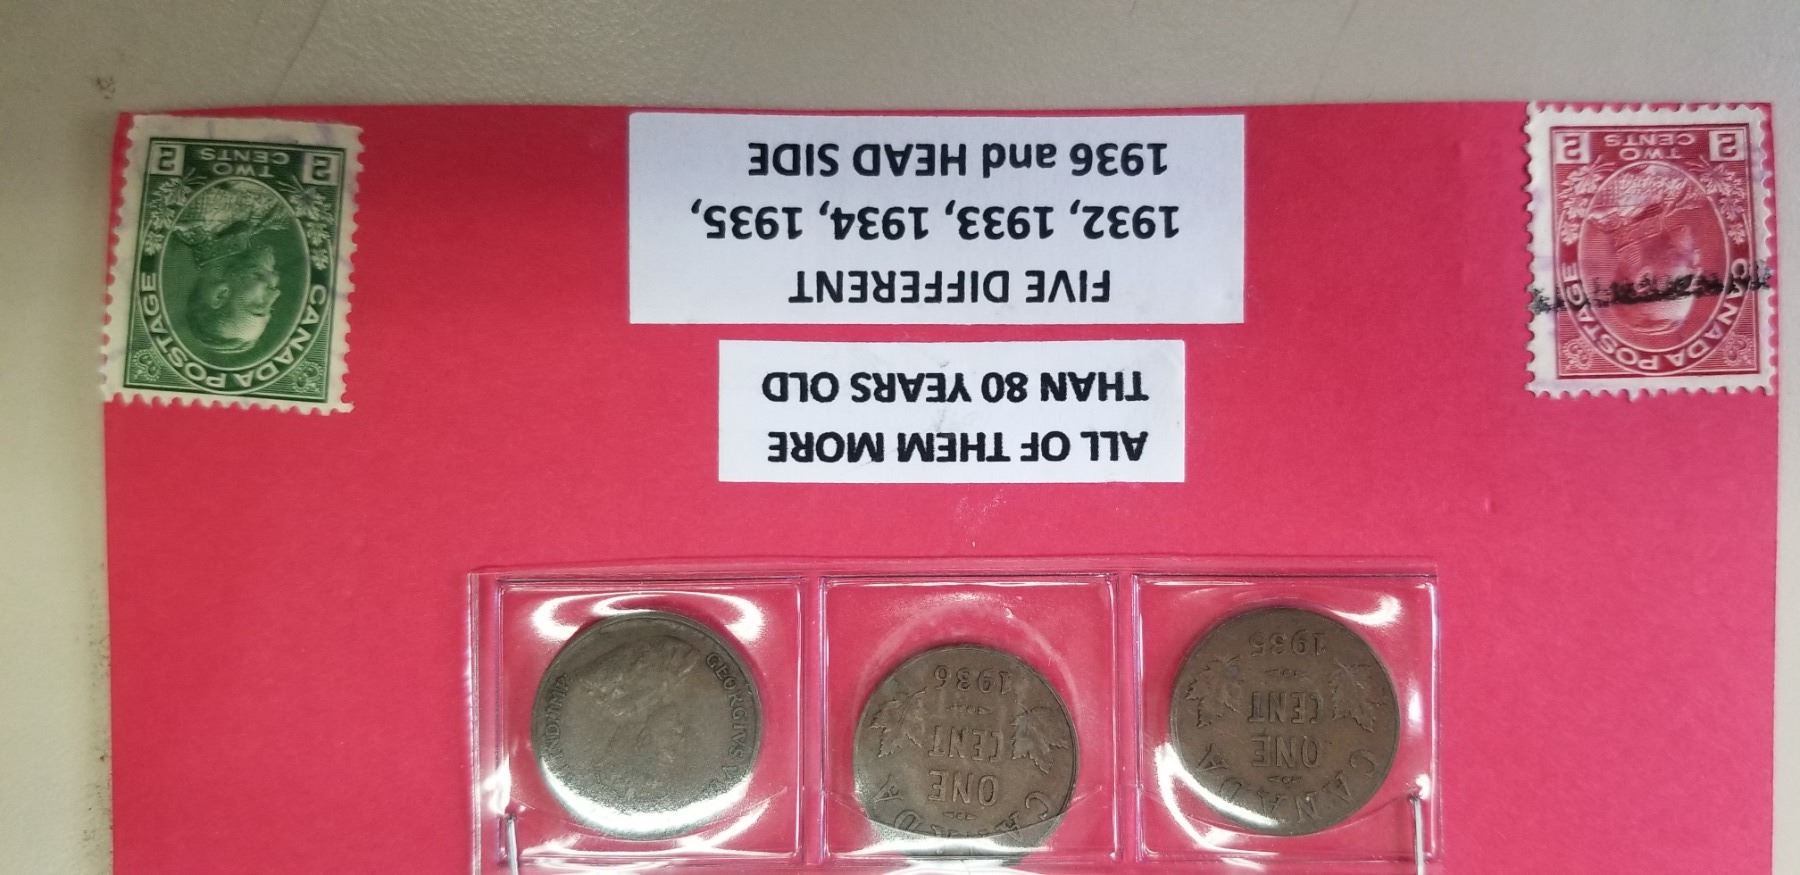 CANADA
ONE
CENT
1935
CANADA
ONE
CENT
1936
GEORGIVS V
IND:IMP
ALL OF THEM MORE
THAN 80 YEARS OLD
FIVE DIFFERENT
1932, 1933, 1934, 1935,
1936 and HEAD SIDE
CANADA POSTAGE
2 TWO 2
CENTS
CANADA POSTAGE
2 TWO 2
CENTS